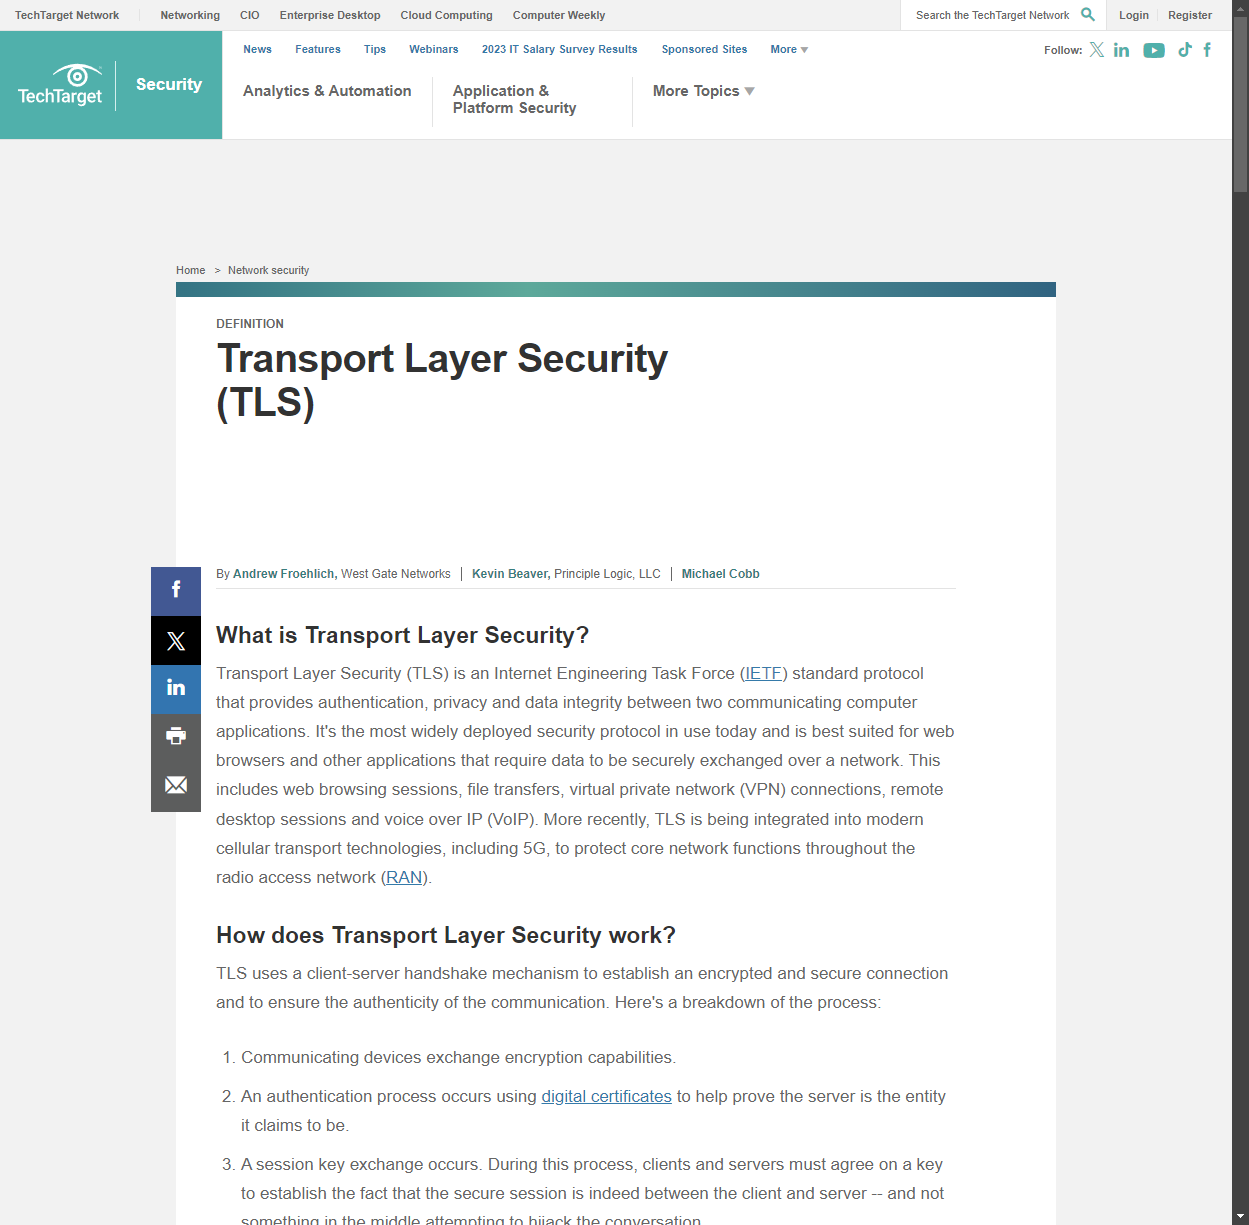 TechTarget Network
Networking CIO Enterprise Desktop Cloud Computing Computer Weekly
Search the TechTarget Network
Login Register
TechTarget
Security
News Features Tips Webinars 2023 IT Salary Survey Results Sponsored Sites More
Follow:
Analytics & Automation
Application &
Platform Security
More Topics
Home > Network security
DEFINITION
Transport Layer Security
(TLS)
By Andrew Froehlich, West Gate Networks | Kevin Beaver, Principle Logic, LLC | Michael Cobb
What is Transport Layer Security?
Transport Layer Security (TLS) is an Internet Engineering Task Force (IETF) standard protocol
that provides authentication, privacy and data integrity between two communicating computer
applications. It's the most widely deployed security protocol in use today and is best suited for web
browsers and other applications that require data to be securely exchanged over a network. This
includes web browsing sessions, file transfers, virtual private network (VPN) connections, remote
desktop sessions and voice over IP (VoIP). More recently, TLS is being integrated into modern
cellular transport technologies, including 5G, to protect core network functions throughout the
radio access network (RAN).
How does Transport Layer Security work?
TLS uses a client-server handshake mechanism to establish an encrypted and secure connection
and to ensure the authenticity of the communication. Here's a breakdown of the process:
1. Communicating devices exchange encryption capabilities.
2. An authentication process occurs using digital certificates to help prove the server is the entity
it claims to be.
3. A session key exchange occurs. During this process, clients and servers must agree on a key
to establish the fact that the secure session is indeed between the client and server -- and not
something in the middle attempting to hijack the conversation.